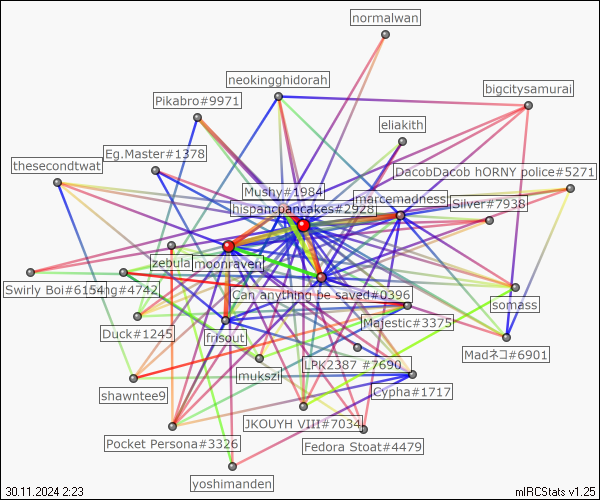 normalwan
neokingghidorah
bigcitysamurai
Pikabro#9971
eliakith
Eg.Master#1378
thesecondtwat
DacobDacob hORNY police#5271
Mushy#1984
marcemadness
Silver#7938
hispancpancakes#2928
zebula
moonraven
Swirly Boi#6154
ng#4742
Can anything be saved#0396
somass
Duck#1245
frisout
Majestic#3375
Madネコ#6901
LPK2387 #7690
mukszi
shawntee9
Cypha#1717
JKOUYH VIII#7034
Pocket Persona#3326
Fedora Stoat#4479
yoshimanden
30.11.2024 2:23
mIRCStats v1.25